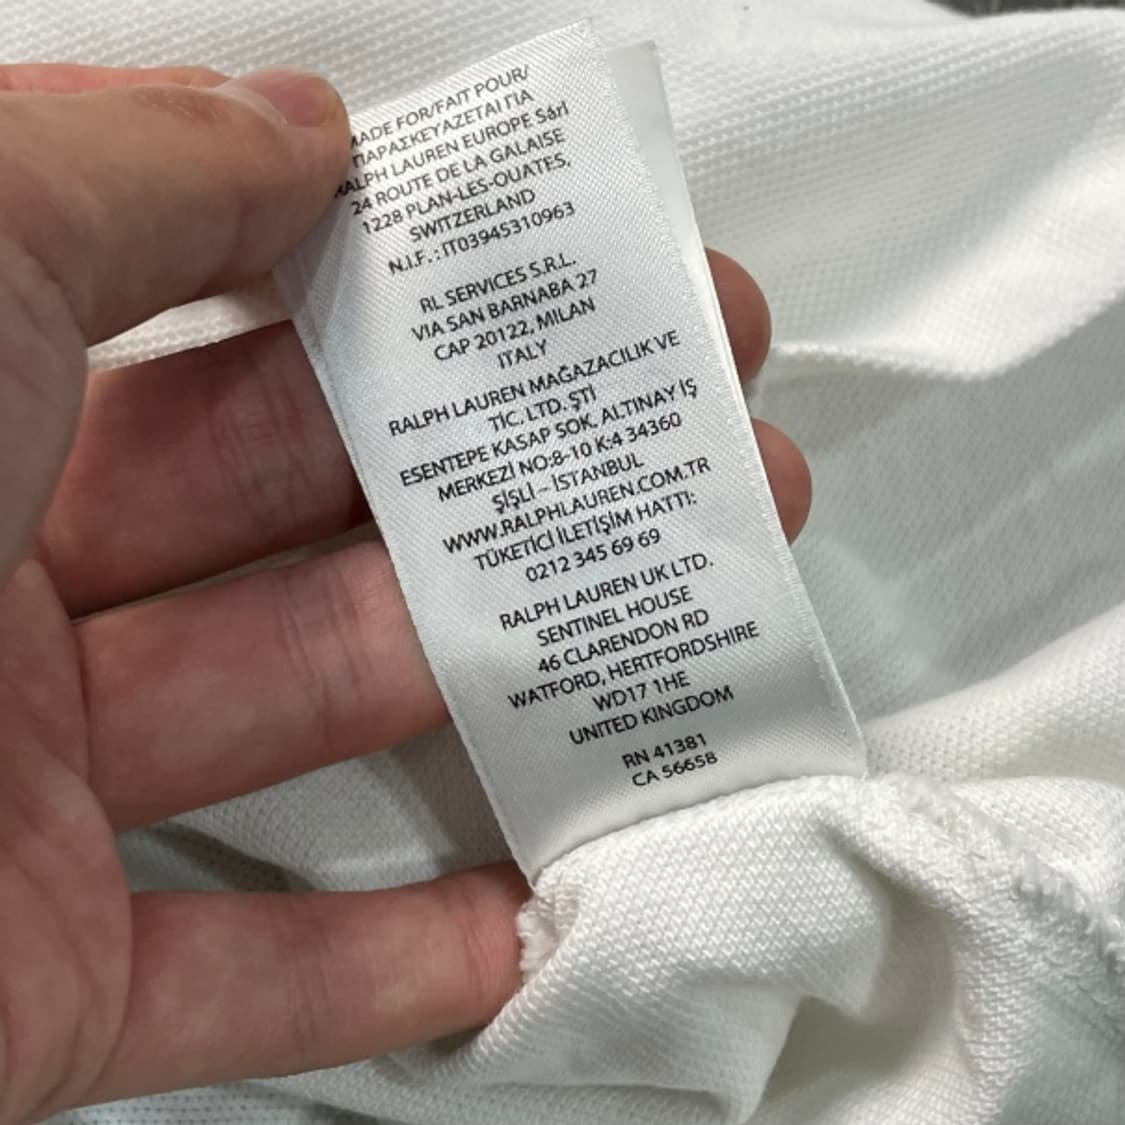 MADE FOR/FAIT POUR/
ΠΑΡΑΣΚΕΥΑΖΕΤΑΙ ΓΙΑ
RALPH LAUREN EUROPE Sárl
24 ROUTE DE LA GALAISE
1228 PLAN-LES-OUATES,
SWITZERLAND
N.I.F. : IT03945310963
RL SERVICES S.R.L.
VIA SAN BARNABA 27
CAP 20122, MILAN
ITALY
RALPH LAUREN MAĞAZACILIK VE
TİC. LTD. ŞTİ
ESENTEPE KASAP SOK. ALTINAY İŞ
MERKEZİ NO:8-10 K:4 34360
ŞİŞLİ – İSTANBUL
WWW.RALPHLAUREN.COM.TR
TÜKETİCİ İLETİŞİM HATTI:
0212 345 69 69
RALPH LAUREN UK LTD.
SENTINEL HOUSE
46 CLARENDON RD
WATFORD, HERTFORDSHIRE
WD17 1HE
UNITED KINGDOM
RN 41381
CA 56658